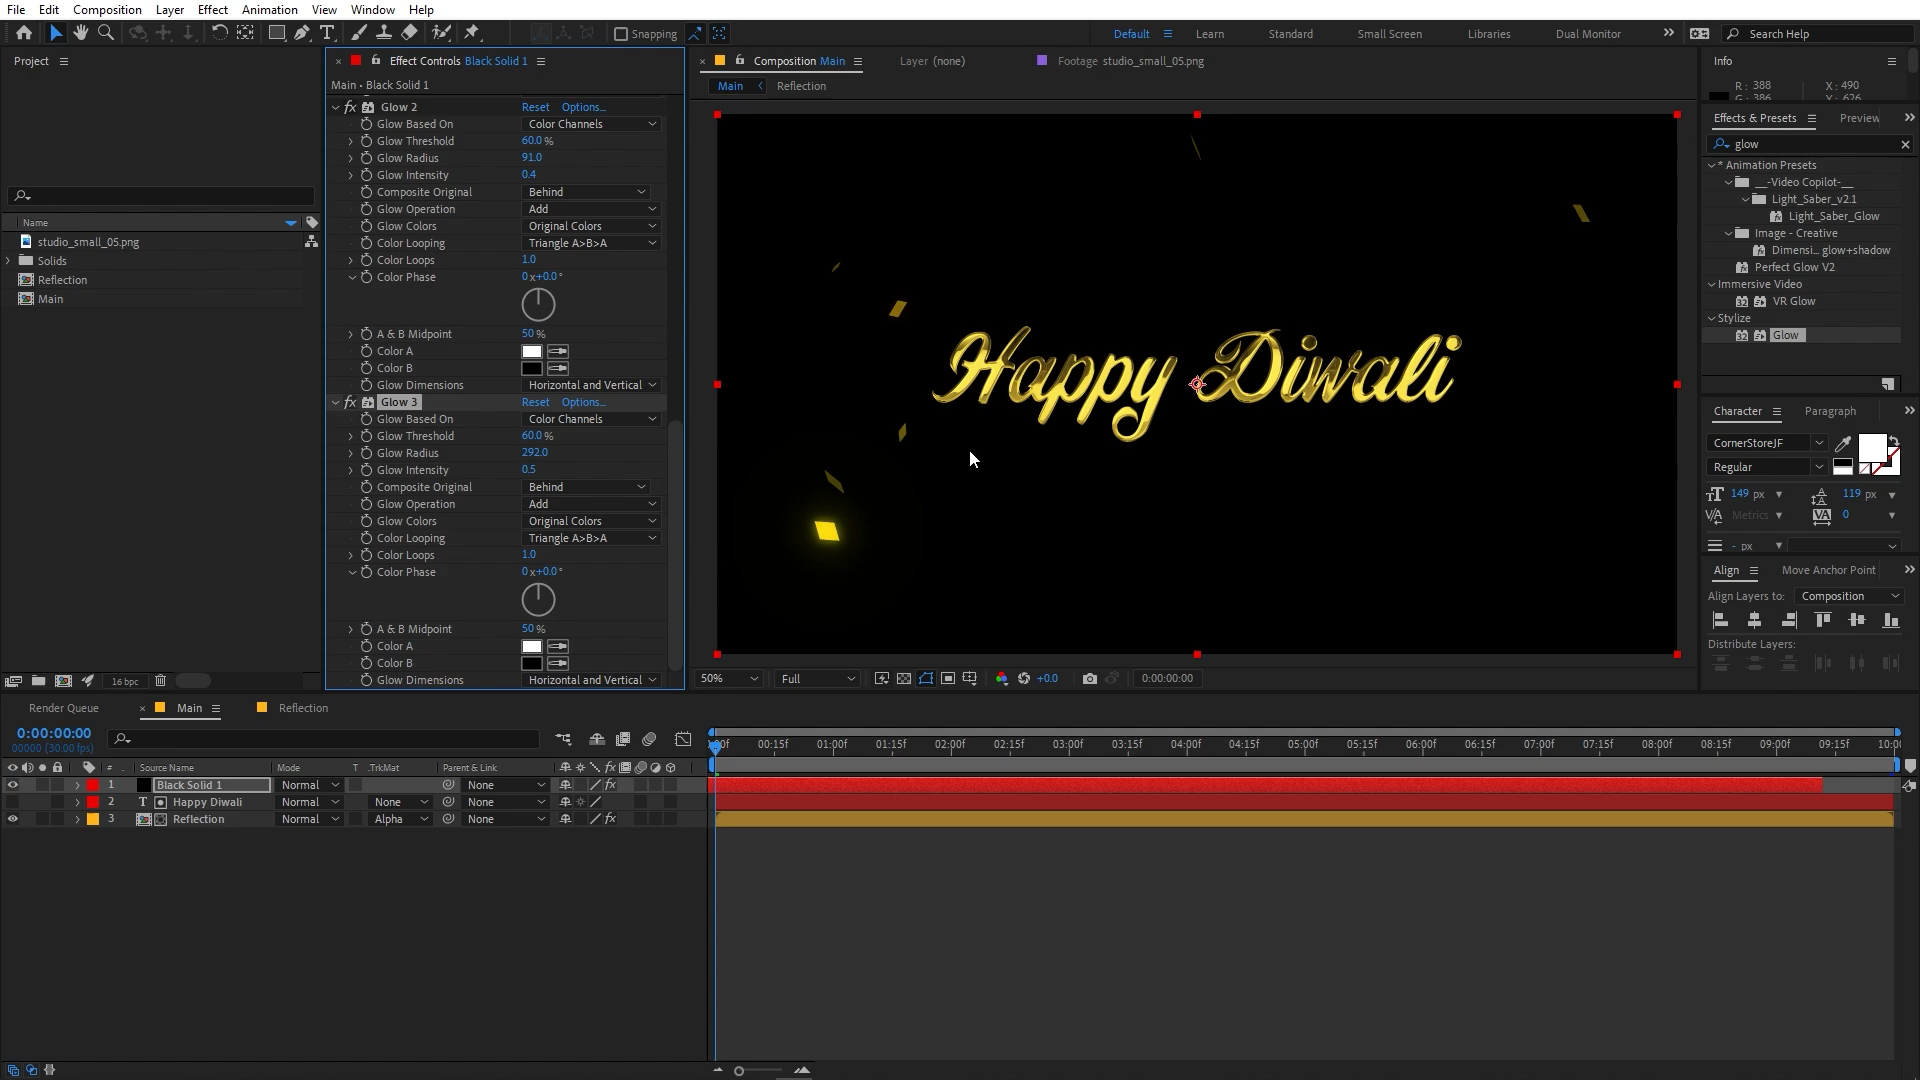 File Edit Composition Layer Effect Animation View Window Help
Snapping Default Learn Standard Small Screen Libraries Dual Monitor Search Help
Project
Name
studio_small_05.png
Solids
Reflection
Main
16 bpc
Effect Controls Black Solid 1
Main • Black Solid 1
fx Glow 2 Reset Options...
Glow Based On Color Channels
Glow Threshold 60.0 %
Glow Radius 91.0
Glow Intensity 0.4
Composite Original Behind
Glow Operation Add
Glow Colors Original Colors
Color Looping Triangle A>B>A
Color Loops 1.0
Color Phase 0x+0.0°
A & B Midpoint 50 %
Color A
Color B
Glow Dimensions Horizontal and Vertical
fx Glow 3 Reset Options...
Glow Based On Color Channels
Glow Threshold 60.0 %
Glow Radius 292.0
Glow Intensity 0.5
Composite Original Behind
Glow Operation Add
Glow Colors Original Colors
Color Looping Triangle A>B>A
Color Loops 1.0
Color Phase 0x+0.0°
A & B Midpoint 50 %
Color A
Color B
Glow Dimensions Horizontal and Vertical
Composition Main Layer (none) Footage studio_small_05.png
Main Reflection
Happy Diwali
50% Full +0.0 0:00:00:00
Info
R: 388 X: 490
G: 386 Y: 626
Effects & Presets Preview
glow
* Animation Presets
__-Video Copilot-__
Light_Saber_v2.1
Light_Saber_Glow
Image - Creative
Dimensi... glow+shadow
Perfect Glow V2
Immersive Video
32 VR Glow
Stylize
32 Glow
Character Paragraph
CornerStoreJF
Regular
149 px 119 px
Metrics 0
- px
Align Move Anchor Point
Align Layers to: Composition
Distribute Layers:
Render Queue Main Reflection
0:00:00:00
00000 (30.00 fps)
# Source Name Mode T .TrkMat Parent & Link
1 Black Solid 1 Normal None
2 T Happy Diwali Normal None None
3 Reflection Normal Alpha None
00f 00:15f 01:00f 01:15f 02:00f 02:15f 03:00f 03:15f 04:00f 04:15f 05:00f 05:15f 06:00f 06:15f 07:00f 07:15f 08:00f 08:15f 09:00f 09:15f 10:00